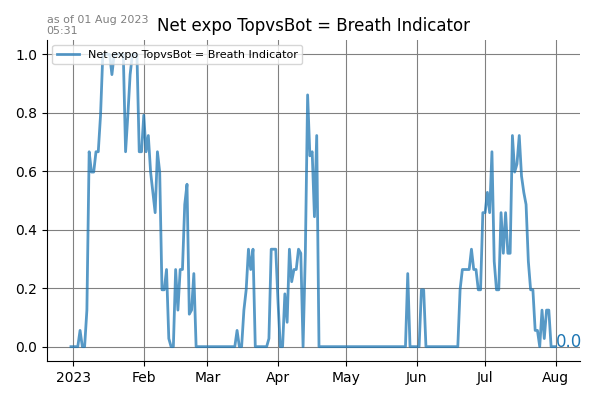 as of 01 Aug 2023
05:31
Net expo TopvsBot = Breath Indicator
Net expo TopvsBot = Breath Indicator
1.0
0.8
0.6
0.4
0.2
0.0
0.0
2023 Feb Mar Apr May Jun Jul Aug